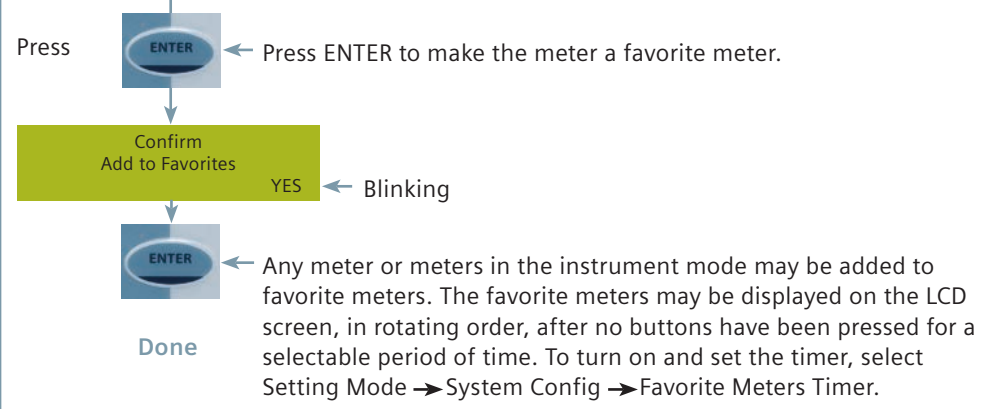 Press
ENTER
Press ENTER to make the meter a favorite meter.
Confirm
Add to Favorites
YES
Blinking
ENTER
Any meter or meters in the instrument mode may be added to
favorite meters. The favorite meters may be displayed on the LCD
screen, in rotating order, after no buttons have been pressed for a
selectable period of time. To turn on and set the timer, select
Setting Mode → System Config → Favorite Meters Timer.
Done